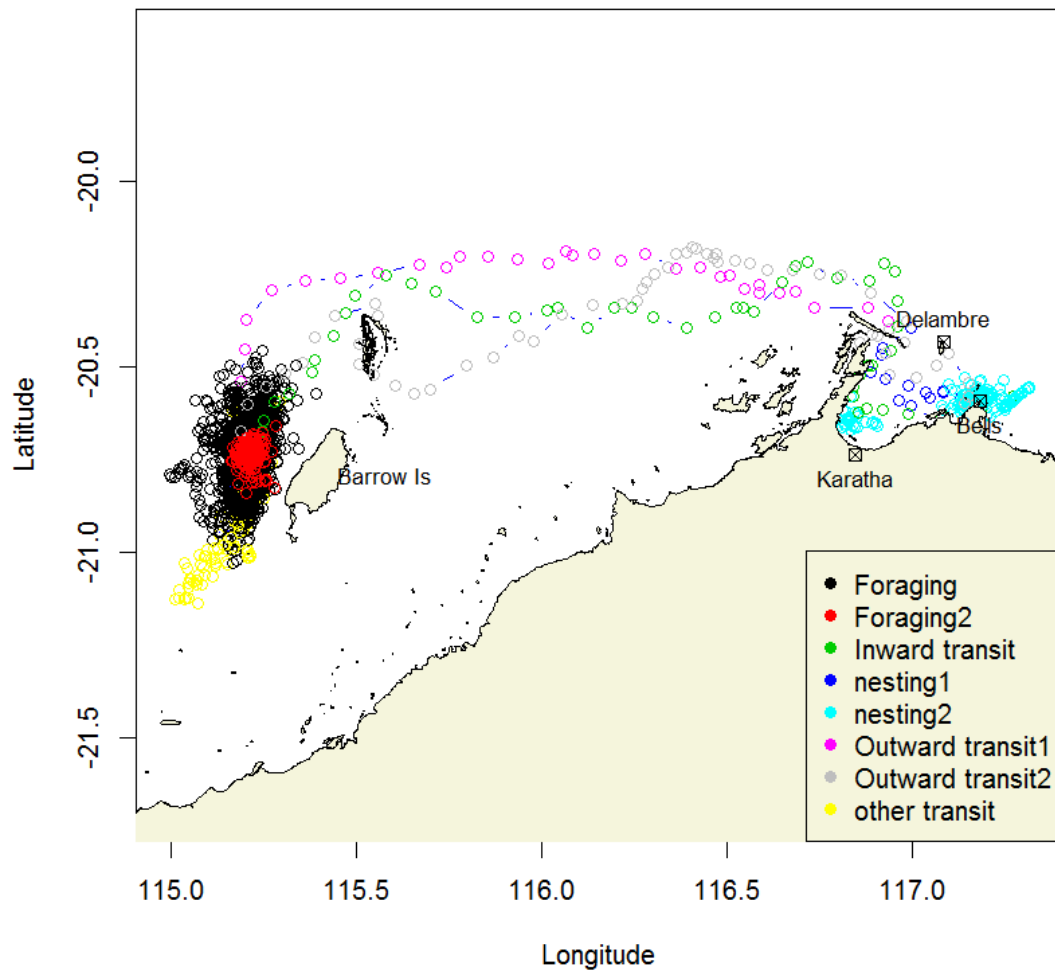 Latitude
-20.0
-20.5
-21.0
-21.5
Delambre
Bells
Karatha
Barrow Is
Foraging
Foraging2
Inward transit
nesting1
nesting2
Outward transit1
Outward transit2
other transit
115.0 115.5 116.0 116.5 117.0
Longitude